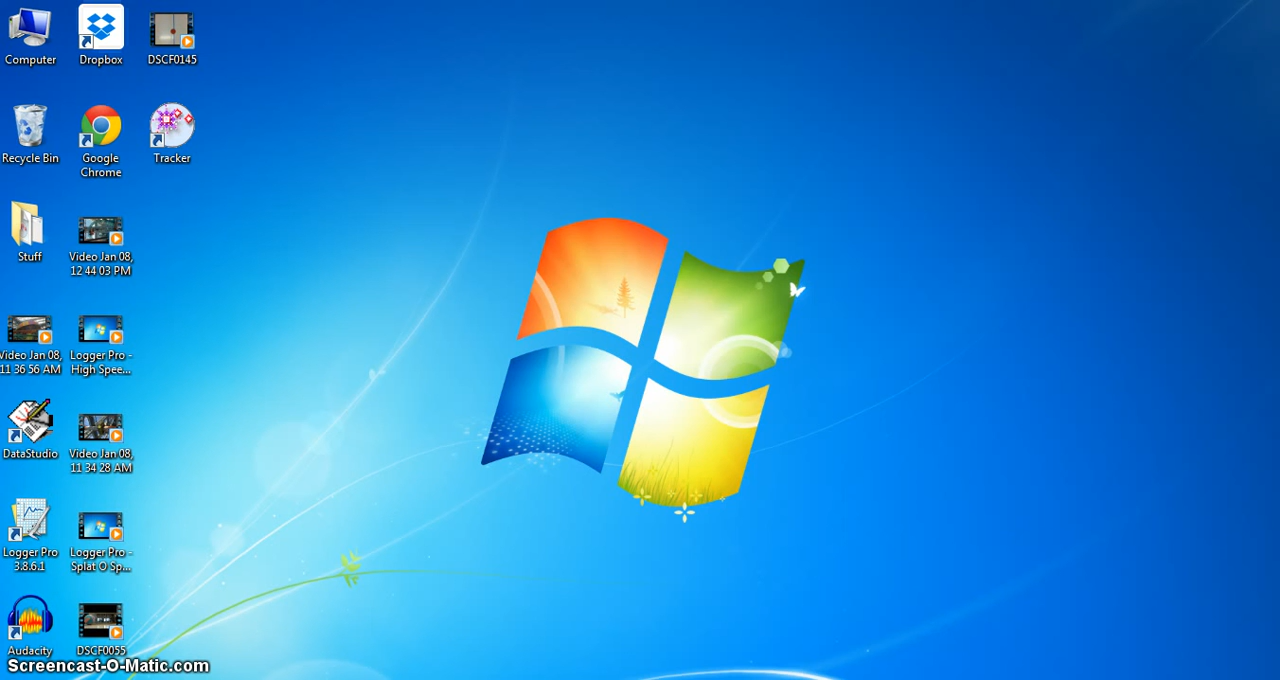 Computer
Dropbox
DSCF0145
Recycle Bin
Google
Chrome
Tracker
Stuff
Video Jan 08,
12 44 03 PM
Video Jan 08,
11 36 56 AM
Logger Pro -
High Spee...
DataStudio
Video Jan 08,
11 34 28 AM
Logger Pro
3.8.6.1
Logger Pro -
Splat O Sp...
Audacity
DSCF0055
Screencast-O-Matic.com